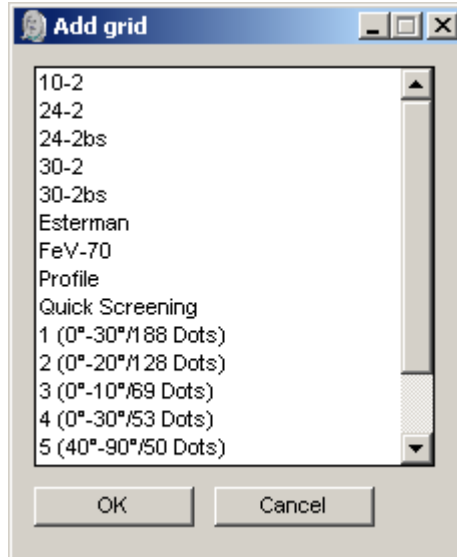 Add grid
10-2
24-2
24-2bs
30-2
30-2bs
Esterman
FeV-70
Profile
Quick Screening
1 (0°-30°/188 Dots)
2 (0°-20°/128 Dots)
3 (0°-10°/69 Dots)
4 (0°-30°/53 Dots)
5 (40°-90°/50 Dots)
OK Cancel